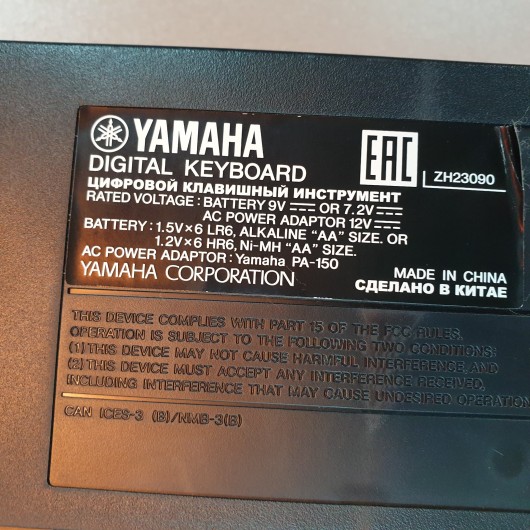 YAMAHA
DIGITAL KEYBOARD
EAC
ZH23090
ЦИФРОВОЙ КЛАВИШНЫЙ ИНСТРУМЕНТ
RATED VOLTAGE : BATTERY 9V ⎓ OR 7.2V ⎓
AC POWER ADAPTOR 12V ⎓
BATTERY : 1.5V×6 LR6, ALKALINE "AA" SIZE. OR
1.2V×6 HR6, Ni-MH "AA" SIZE.
AC POWER ADAPTOR : Yamaha PA-150
YAMAHA CORPORATION
MADE IN CHINA
СДЕЛАНО В КИТАЕ
THIS DEVICE COMPLIES WITH PART 15 OF THE FCC RULES.
OPERATION IS SUBJECT TO THE FOLLOWING TWO CONDITIONS:
(1) THIS DEVICE MAY NOT CAUSE HARMFUL INTERFERENCE, AND
(2) THIS DEVICE MUST ACCEPT ANY INTERFERENCE RECEIVED,
INCLUDING INTERFERENCE THAT MAY CAUSE UNDESIRED OPERATION
CAN ICES-3 (B)/NMB-3(B)